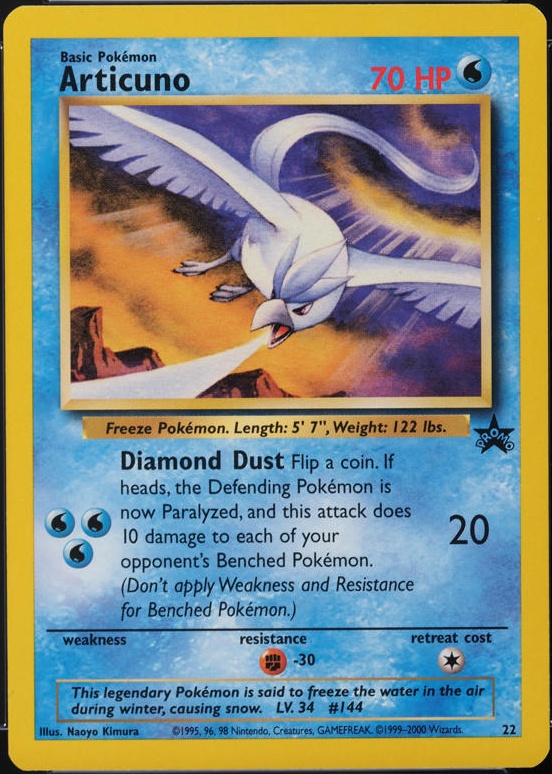 Basic Pokémon
Articuno
70 HP
Freeze Pokémon. Length: 5' 7", Weight: 122 lbs.
PROMO
Diamond Dust Flip a coin. If
heads, the Defending Pokémon is
now Paralyzed, and this attack does
10 damage to each of your
opponent's Benched Pokémon.
(Don't apply Weakness and Resistance
for Benched Pokémon.)
20
weakness
resistance
retreat cost
-30
This legendary Pokémon is said to freeze the water in the air
during winter, causing snow. LV. 34 #144
Illus. Naoyo Kimura
©1995, 96, 98 Nintendo, Creatures, GAMEFREAK. ©1999-2000 Wizards.
22